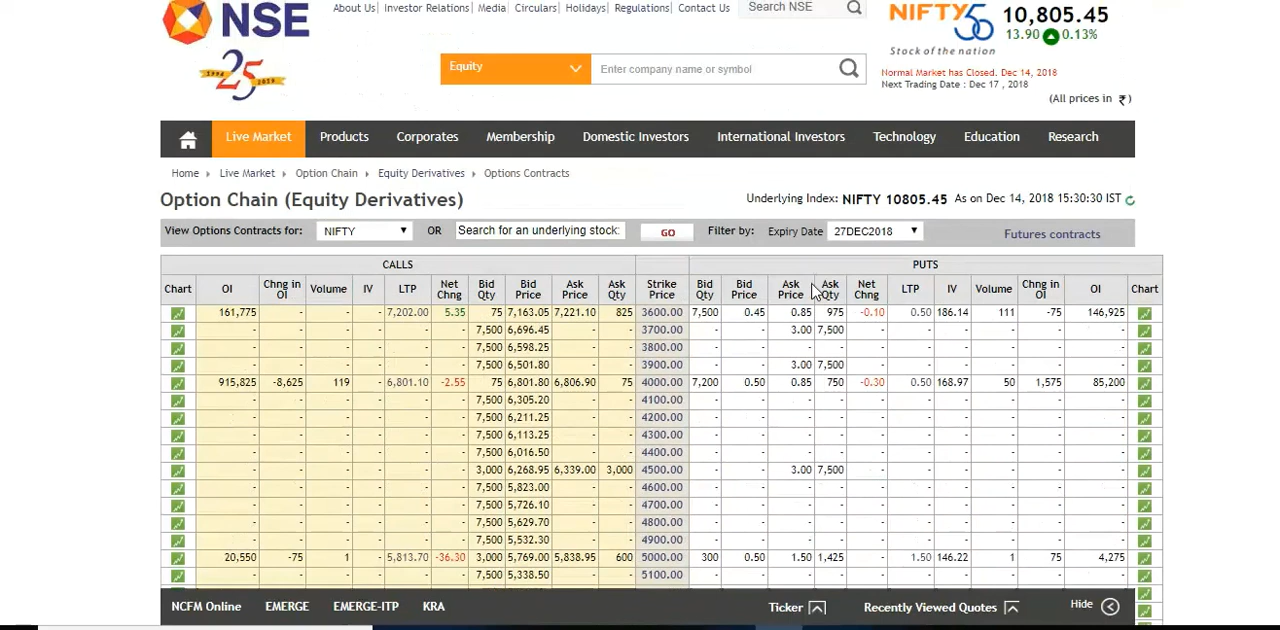 NSE
1994 25 2019
About Us| Investor Relations| Media| Circulars| Holidays| Regulations| Contact Us
Search NSE
NIFTY50
Stock of the nation
10,805.45
13.90 0.13%
Normal Market has Closed. Dec 14, 2018
Next Trading Date : Dec 17 , 2018
(All prices in ₹)
Equity
Enter company name or symbol
Live Market Products Corporates Membership Domestic Investors International Investors Technology Education Research
Home Live Market Option Chain Equity Derivatives Options Contracts
Option Chain (Equity Derivatives)
Underlying Index: NIFTY 10805.45 As on Dec 14, 2018 15:30:30 IST
View Options Contracts for: NIFTY OR Search for an underlying stock: GO Filter by: Expiry Date 27DEC2018 Futures contracts
CALLS PUTS
Chart OI Chng in OI Volume IV LTP Net Chng Bid Qty Bid Price Ask Price Ask Qty Strike Price Bid Qty Bid Price Ask Price Ask Qty Net Chng LTP IV Volume Chng in OI OI Chart
161,775 - - - 7,202.00 5.35 75 7,163.05 7,221.10 825 3600.00 7,500 0.45 0.85 975 -0.10 0.50 186.14 111 -75 146,925
- - - - - - 7,500 6,696.45 - - 3700.00 - - 3.00 7,500 - - - - - -
- - - - - - 7,500 6,598.25 - - 3800.00 - - - - - - - - - -
- - - - - - 7,500 6,501.80 - - 3900.00 - - 3.00 7,500 - - - - - -
915,825 -8,625 119 - 6,801.10 -2.55 75 6,801.80 6,806.90 75 4000.00 7,200 0.50 0.85 750 -0.30 0.50 168.97 50 1,575 85,200
- - - - - - 7,500 6,305.20 - - 4100.00 - - - - - - - - - -
- - - - - - 7,500 6,211.25 - - 4200.00 - - - - - - - - - -
- - - - - - 7,500 6,113.25 - - 4300.00 - - - - - - - - - -
- - - - - - 7,500 6,016.50 - - 4400.00 - - - - - - - - - -
- - - - - - 3,000 6,268.95 6,339.00 3,000 4500.00 - - 3.00 7,500 - - - - - -
- - - - - - 7,500 5,823.00 - - 4600.00 - - - - - - - - - -
- - - - - - 7,500 5,726.10 - - 4700.00 - - - - - - - - - -
- - - - - - 7,500 5,629.70 - - 4800.00 - - - - - - - - - -
- - - - - - 7,500 5,532.30 - - 4900.00 - - - - - - - - - -
20,550 -75 1 - 5,813.70 -36.30 3,000 5,769.00 5,838.95 600 5000.00 300 0.50 1.50 1,425 - 1.50 146.22 1 75 4,275
- - - - - - 7,500 5,338.50 - - 5100.00 - - - - - - - - - -
NCFM Online EMERGE EMERGE-ITP KRA Ticker Recently Viewed Quotes Hide